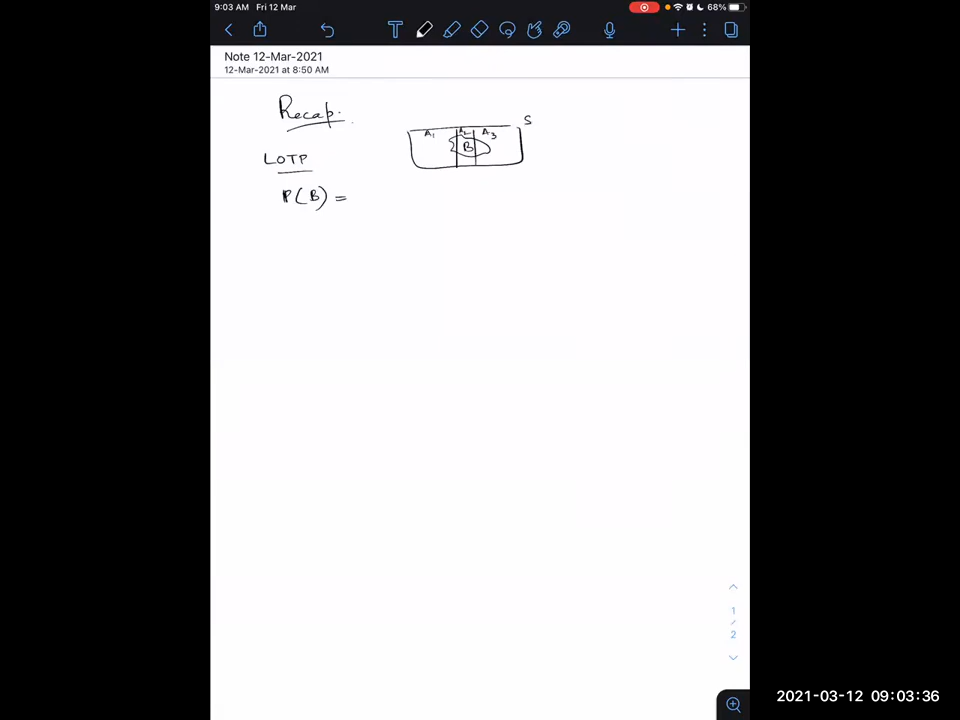 9:03 AM Fri 12 Mar 68%
Note 12-Mar-2021
12-Mar-2021 at 8:50 AM
Recap.
S
A1 A2 A3
B
LOTP
P(B) =
1
/
2
2021-03-12 09:03:36